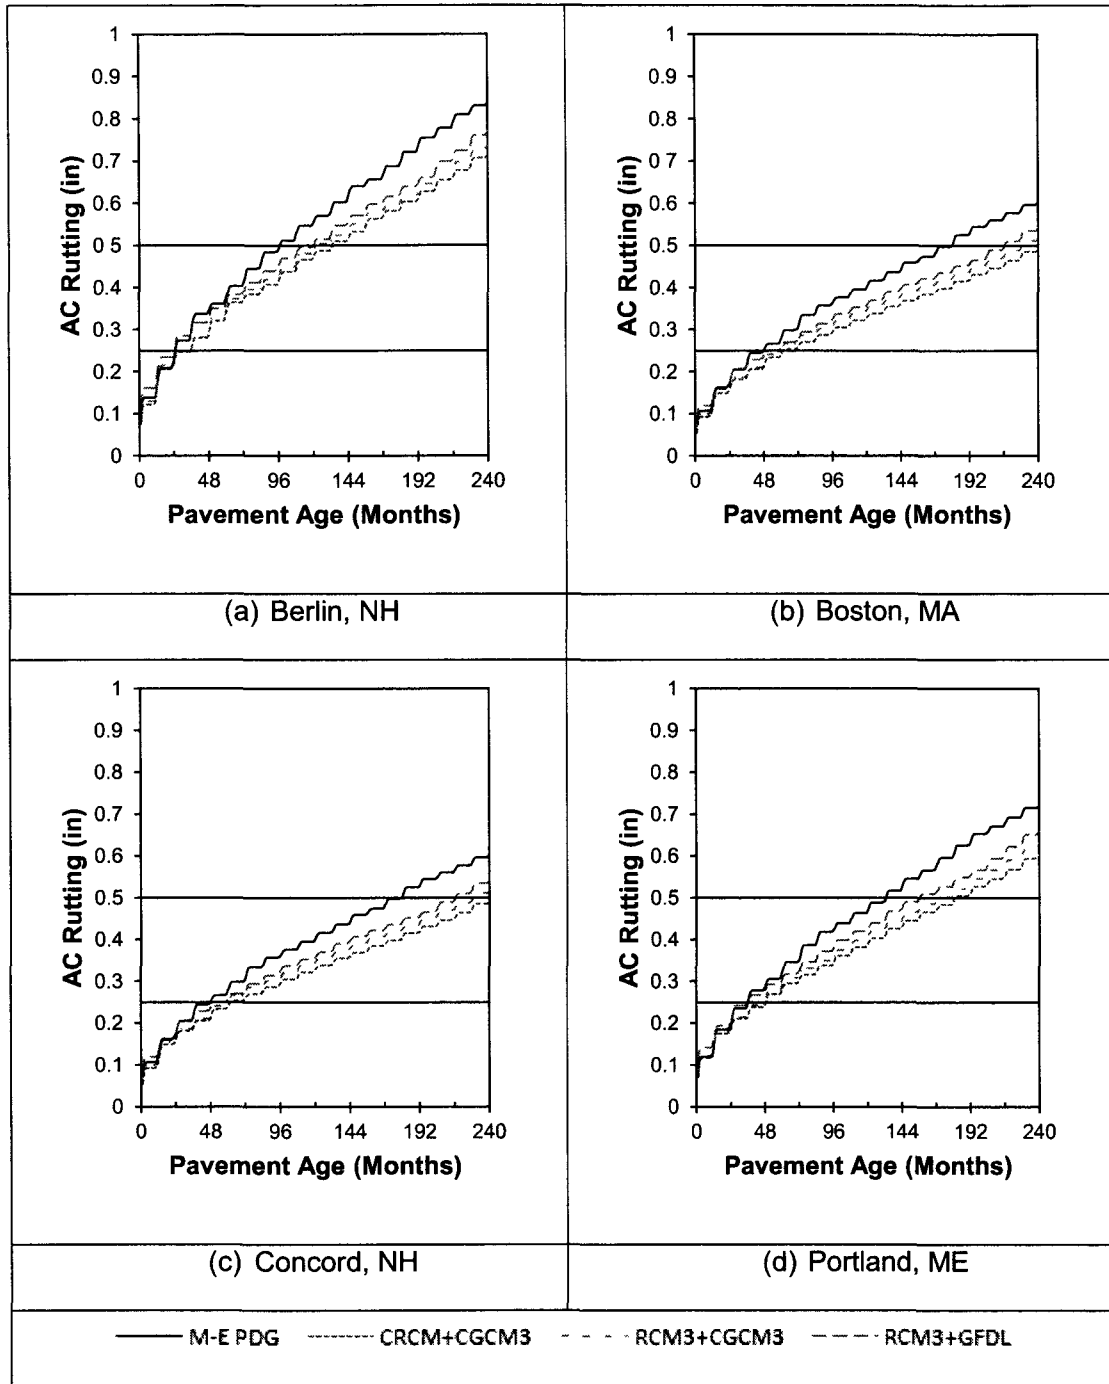 1
0.9
0.8
0.7
0.6
0.5
0.4
0.3
0.2
0.1
0
AC Rutting (in)
0 48 96 144 192 240
Pavement Age (Months)
(a) Berlin, NH
1
0.9
0.8
0.7
0.6
0.5
0.4
0.3
0.2
0.1
0
AC Rutting (in)
0 48 96 144 192 240
Pavement Age (Months)
(b) Boston, MA
1
0.9
0.8
0.7
0.6
0.5
0.4
0.3
0.2
0.1
0
AC Rutting (in)
0 48 96 144 192 240
Pavement Age (Months)
(c) Concord, NH
1
0.9
0.8
0.7
0.6
0.5
0.4
0.3
0.2
0.1
0
AC Rutting (in)
0 48 96 144 192 240
Pavement Age (Months)
(d) Portland, ME
M-E PDG CRCM+CGCM3 RCM3+CGCM3 RCM3+GFDL